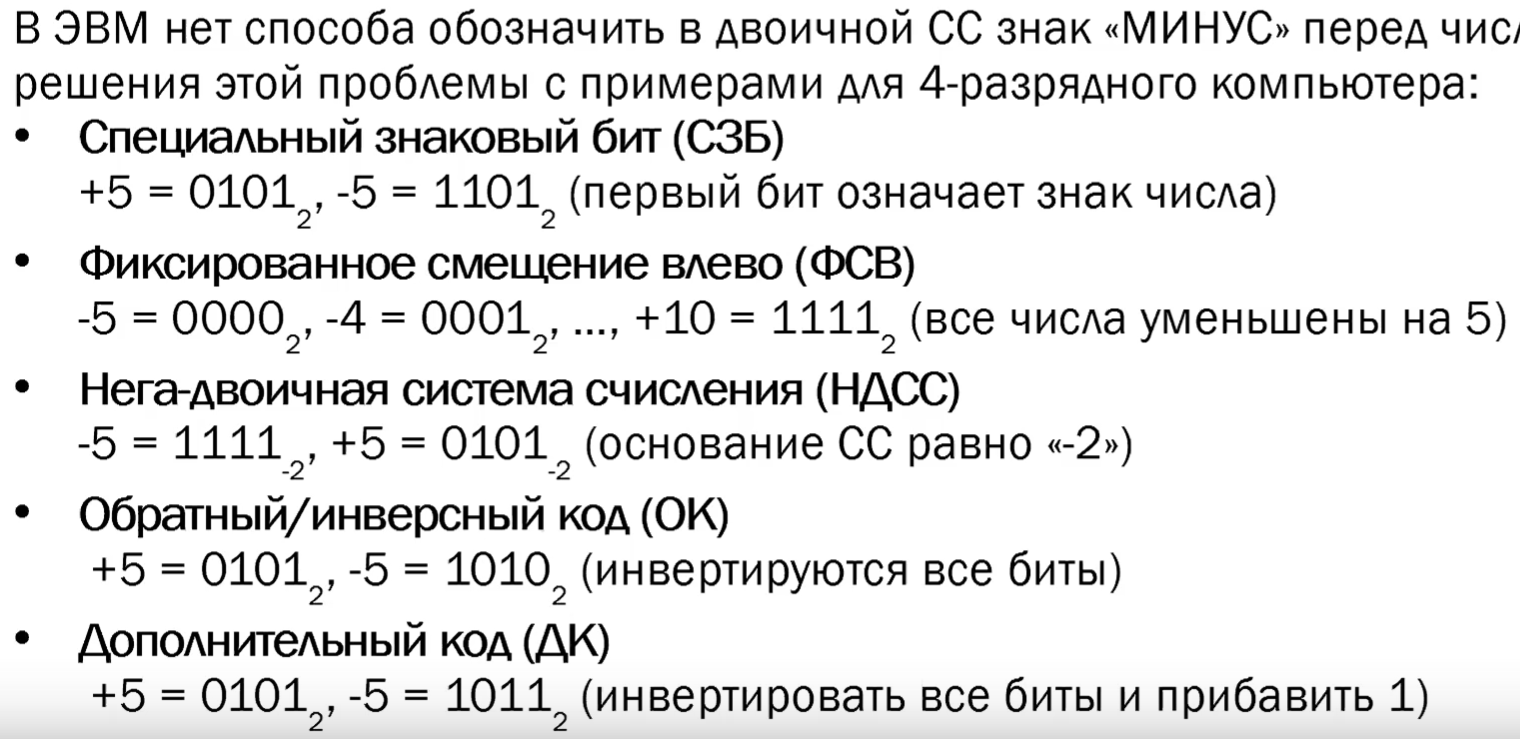 В ЭВМ нет способа обозначить в двоичной СС знак «МИНУС» перед
решения этой проблемы с примерами для 4-разрядного компьютера:
• Специальный знаковый бит (СЗБ)
+5 = 0101₂, -5 = 1101₂ (первый бит означает знак числа)
• Фиксированное смещение влево (ФСВ)
-5 = 0000₂, -4 = 0001₂, ..., +10 = 1111₂ (все числа уменьшены на 5)
• Нега-двоичная система счисления (НДСС)
-5 = 1111₋₂, +5 = 0101₋₂ (основание СС равно «-2»)
• Обратный/инверсный код (ОК)
+5 = 0101₂, -5 = 1010₂ (инвертируются все биты)
• Дополнительный код (ДК)
+5 = 0101₂, -5 = 1011₂ (инвертировать все биты и прибавить 1)